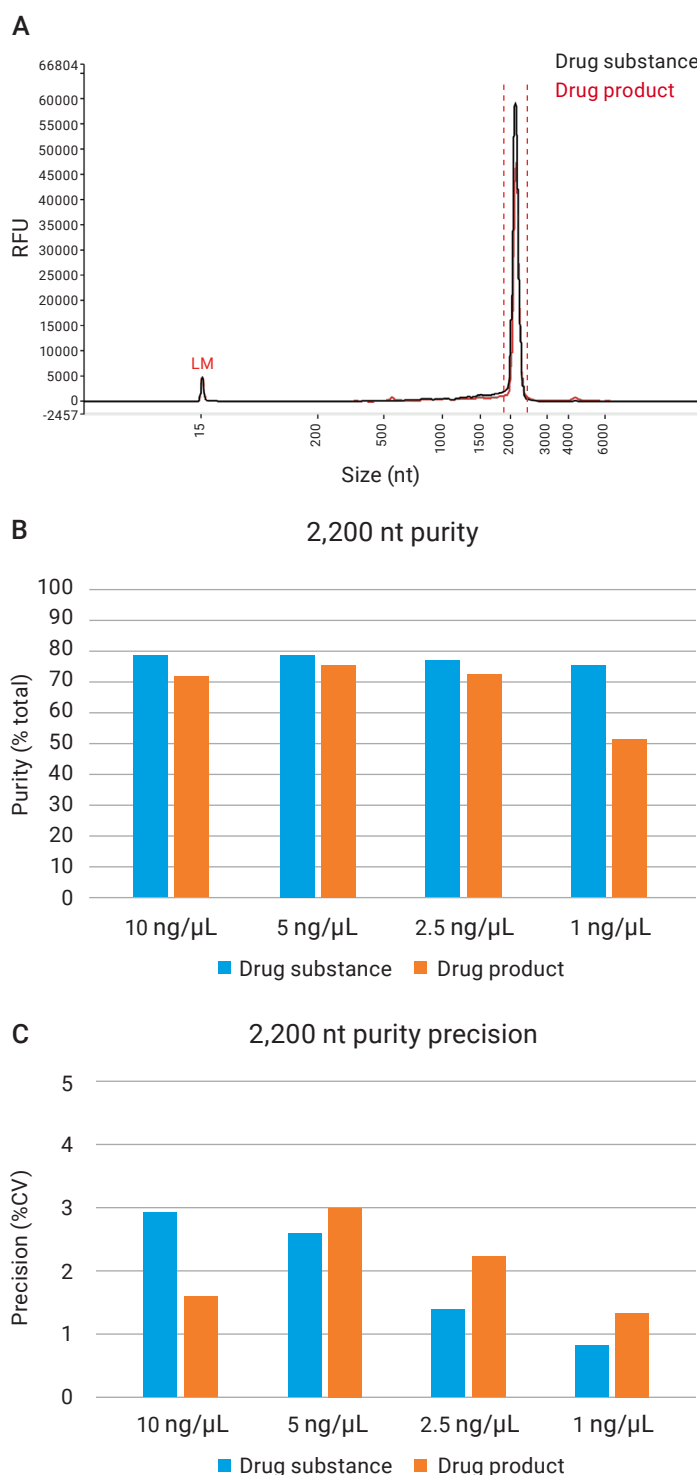 A
Drug substance
Drug product
66804
60000
55000
50000
45000
40000
35000
30000
25000
20000
15000
10000
5000
0
-2457
RFU
LM
15
200
500
1000
1500
2000
3000
4000
6000
Size (nt)
B
2,200 nt purity
100
90
80
70
60
50
40
30
20
10
0
Purity (% total)
10 ng/µL 5 ng/µL 2.5 ng/µL 1 ng/µL
Drug substance Drug product
C
2,200 nt purity precision
5
4
3
2
1
0
Precision (%CV)
10 ng/µL 5 ng/µL 2.5 ng/µL 1 ng/µL
Drug substance Drug product